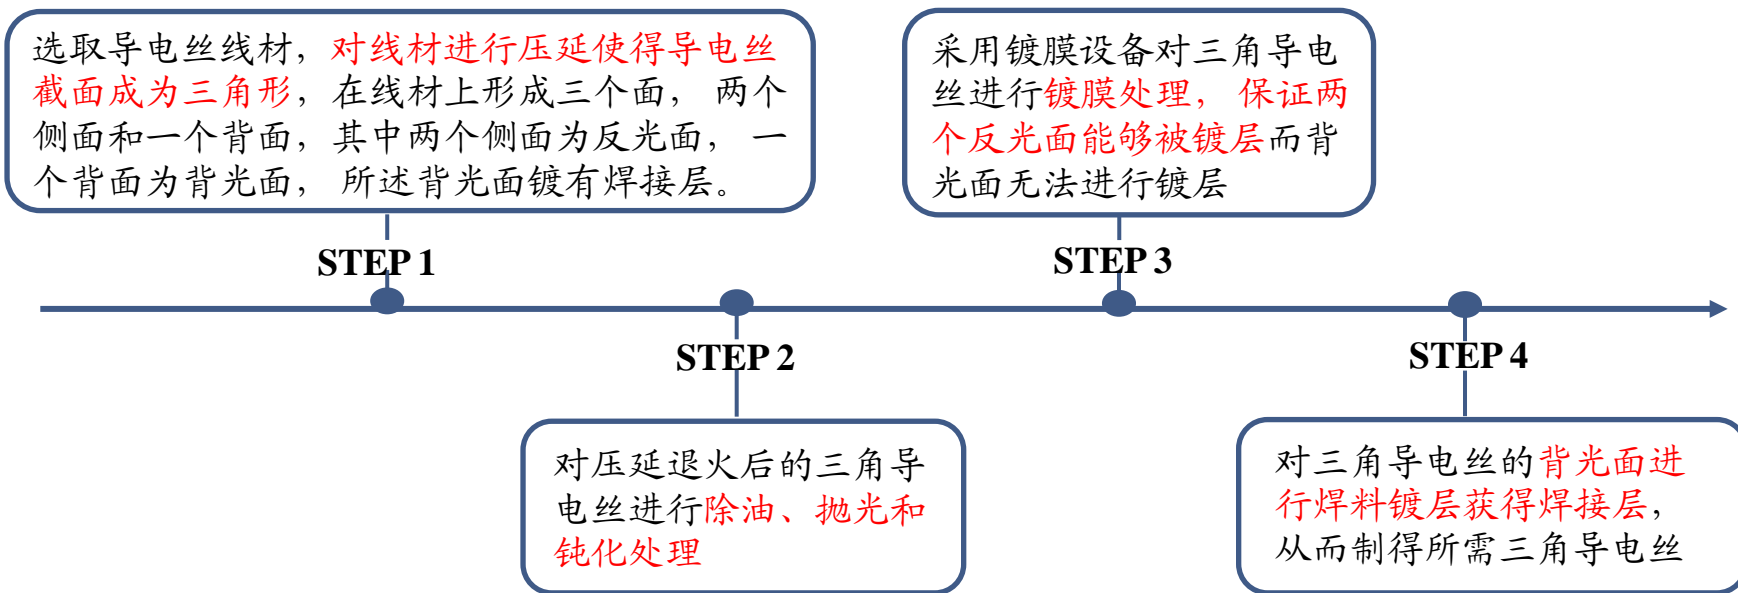 选取导电丝线材，对线材进行压延使得导电丝
截面成为三角形，在线材上形成三个面， 两个
侧面和一个背面，其中两个侧面为反光面， 一
个背面为背光面， 所述背光面镀有焊接层。
STEP 1
对压延退火后的三角导
电丝进行除油、抛光和
钝化处理
STEP 2
采用镀膜设备对三角导电
丝进行镀膜处理， 保证两
个反光面能够被镀层而背
光面无法进行镀层
STEP 3
对三角导电丝的背光面进
行焊料镀层获得焊接层，
从而制得所需三角导电丝
STEP 4